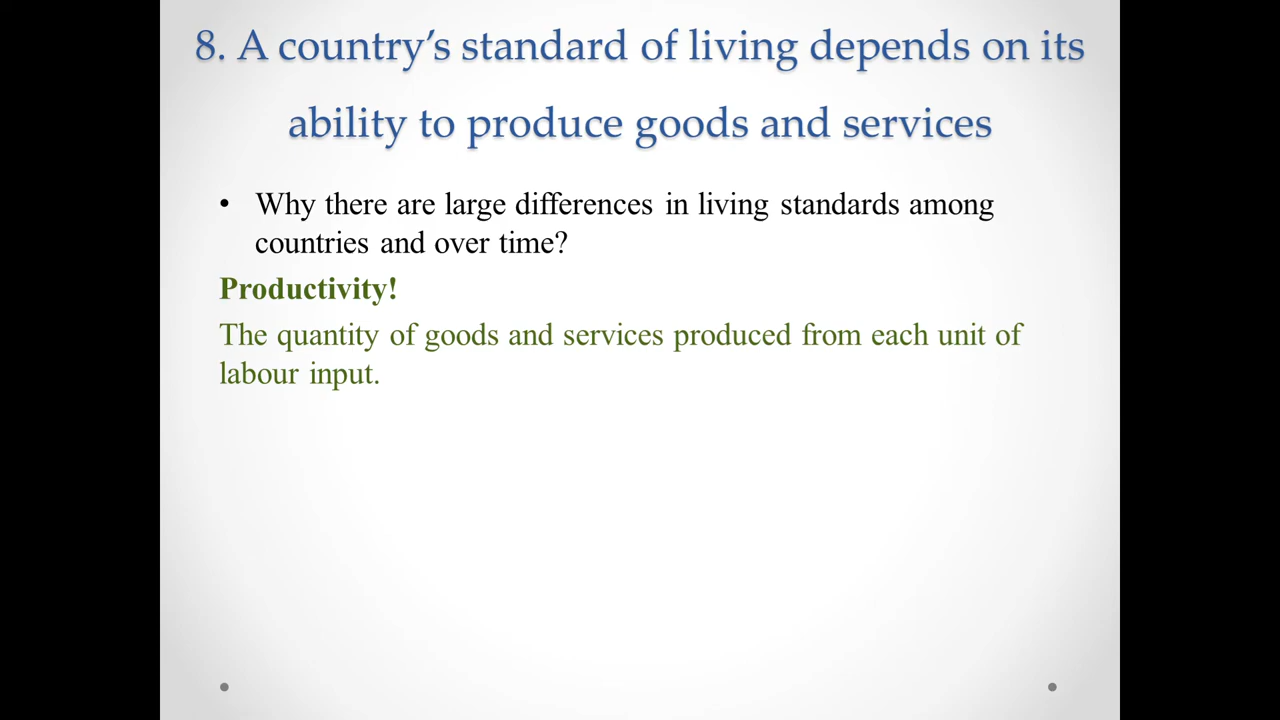 8. A country’s standard of living depends on its
ability to produce goods and services
• Why there are large differences in living standards among
countries and over time?
Productivity!
The quantity of goods and services produced from each unit of
labour input.